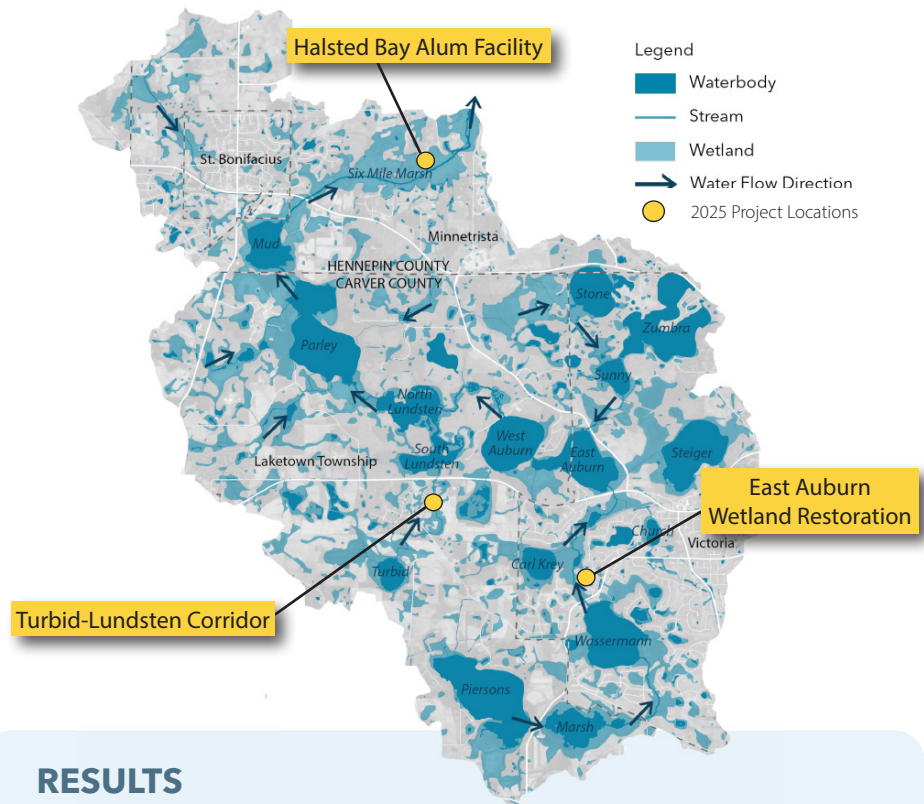 Halsted Bay Alum Facility
Legend
Waterbody
Stream
Wetland
Water Flow Direction
2025 Project Locations
St. Bonifacius
Six Mile Marsh
Minnetrista
Mud
HENNEPIN COUNTY
CARVER COUNTY
Stone
Zumbra
Parley
Sunny
North
Lundsten
West
Auburn
East
Auburn
South
Lundsten
Steiger
Laketown Township
East Auburn
Wetland Restoration
Church
Victoria
Carl Krey
Turbid
Turbid-Lundsten Corridor
Wassermann
Piersons
Marsh
RESULTS